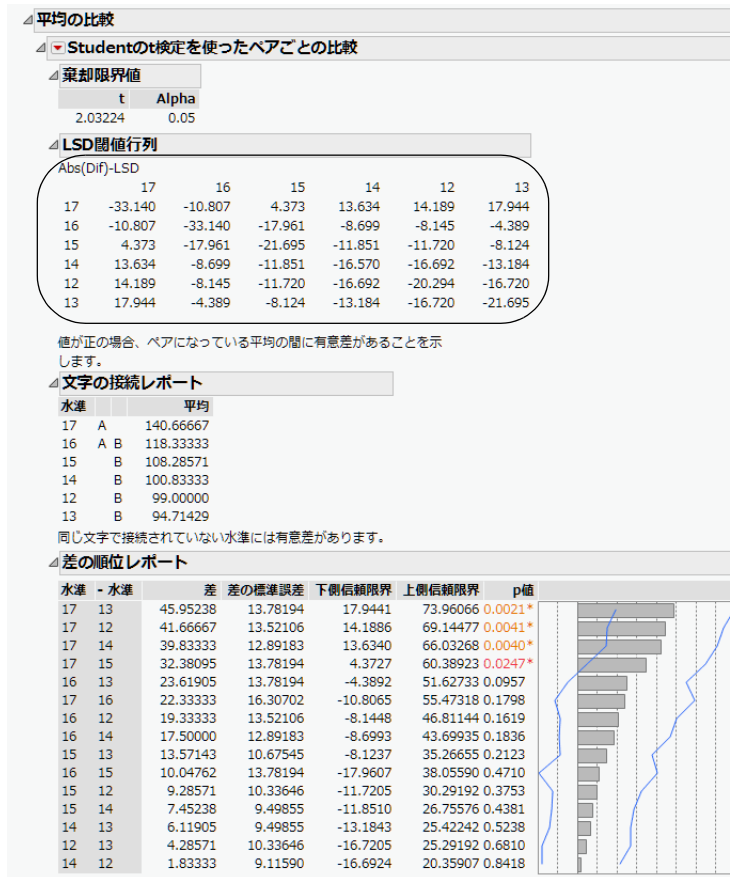 平均の比較
Studentのt検定を使ったペアごとの比較
棄却限界値
t Alpha
2.03224 0.05
LSD閾値行列
Abs(Dif)-LSD
17 16 15 14 12 13
17 -33.140 -10.807 4.373 13.634 14.189 17.944
16 -10.807 -33.140 -17.961 -8.699 -8.145 -4.389
15 4.373 -17.961 -21.695 -11.851 -11.720 -8.124
14 13.634 -8.699 -11.851 -16.570 -16.692 -13.184
12 14.189 -8.145 -11.720 -16.692 -20.294 -16.720
13 17.944 -4.389 -8.124 -13.184 -16.720 -21.695
値が正の場合、ペアになっている平均の間に有意差があることを示
します。
文字の接続レポート
水準 平均
17 A 140.66667
16 A B 118.33333
15 B 108.28571
14 B 100.83333
12 B 99.00000
13 B 94.71429
同じ文字で接続されていない水準には有意差があります。
差の順位レポート
水準 - 水準 差 差の標準誤差 下側信頼限界 上側信頼限界 p値
17 13 45.95238 13.78194 17.9441 73.96066 0.0021*
17 12 41.66667 13.52106 14.1886 69.14477 0.0041*
17 14 39.83333 12.89183 13.6340 66.03268 0.0040*
17 15 32.38095 13.78194 4.3727 60.38923 0.0247*
16 13 23.61905 13.78194 -4.3892 51.62733 0.0957
17 16 22.33333 16.30702 -10.8065 55.47318 0.1798
16 12 19.33333 13.52106 -8.1448 46.81144 0.1619
16 14 17.50000 12.89183 -8.6993 43.69935 0.1836
15 13 13.57143 10.67545 -8.1237 35.26655 0.2123
16 15 10.04762 13.78194 -17.9607 38.05590 0.4710
15 12 9.28571 10.33646 -11.7205 30.29192 0.3753
15 14 7.45238 9.49855 -11.8510 26.75576 0.4381
14 13 6.11905 9.49855 -13.1843 25.42242 0.5238
12 13 4.28571 10.33646 -16.7205 25.29192 0.6810
14 12 1.83333 9.11590 -16.6924 20.35907 0.8418